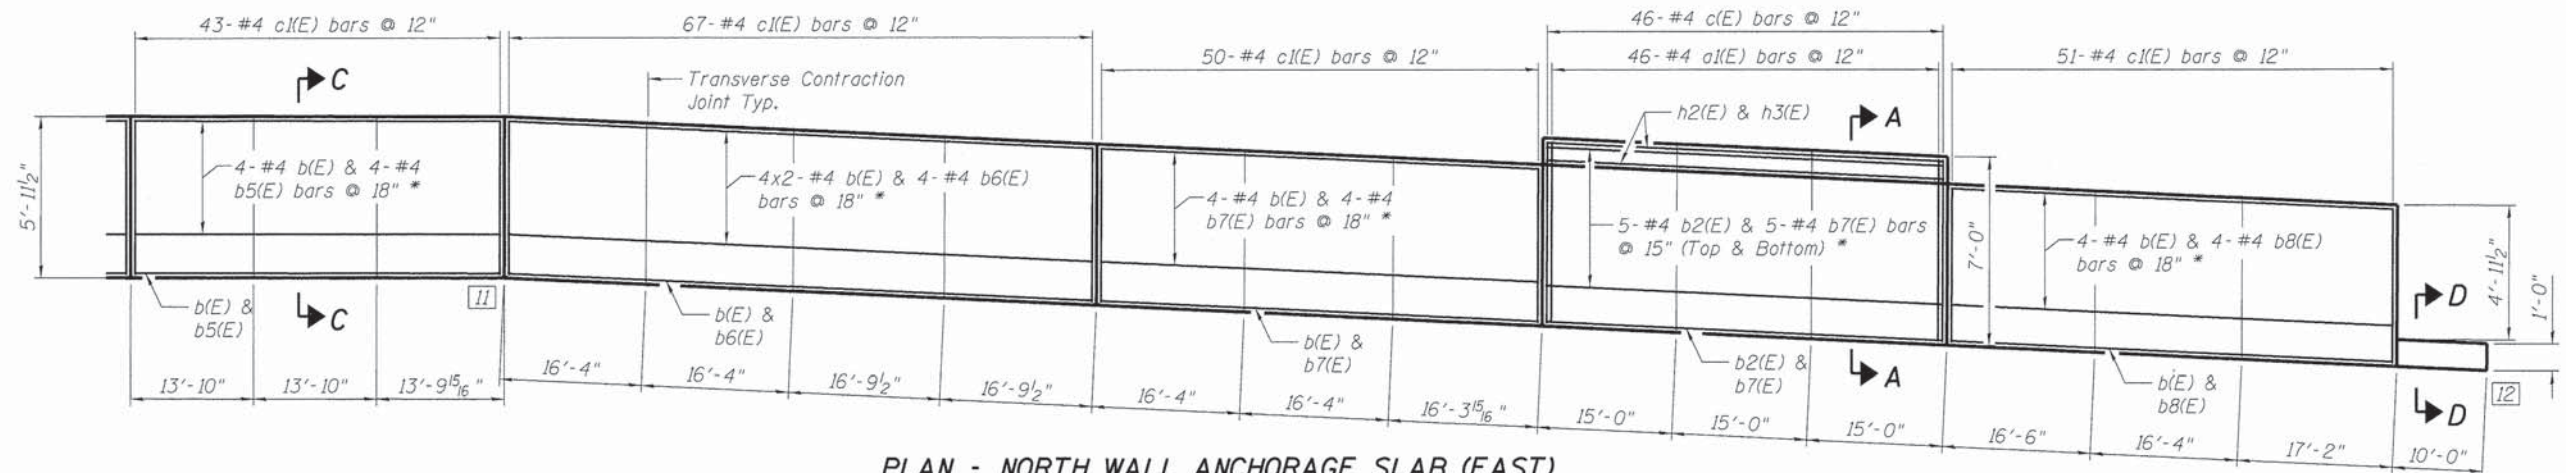 43-#4 c1(E) bars @ 12"
67-#4 c1(E) bars @ 12"
46-#4 c(E) bars @ 12"
50-#4 c1(E) bars @ 12"
46-#4 a1(E) bars @ 12"
51-#4 c1(E) bars @ 12"
C
Transverse Contraction
Joint Typ.
h2(E) & h3(E)
A
5'-11½"
4-#4 b(E) & 4-#4
b5(E) bars @ 18" *
4x2-#4 b(E) & 4-#4 b6(E)
bars @ 18" *
4-#4 b(E) & 4-#4
b7(E) bars @ 18" *
5-#4 b2(E) & 5-#4 b7(E) bars
@ 15" (Top & Bottom) *
7'-0"
4-#4 b(E) & 4-#4 b8(E)
bars @ 18" *
4'-11½"
1'-0"
D
b(E) &
b5(E)
C
11
b(E) &
b6(E)
b(E) &
b7(E)
b2(E) &
b7(E)
A
b(E) &
b8(E)
D
12
13'-10"
13'-10"
13'-9 15/16"
16'-4"
16'-4"
16'-9½"
16'-9½"
16'-4"
16'-4"
16'-3 15/16"
15'-0"
15'-0"
15'-0"
16'-6"
16'-4"
17'-2"
10'-0"
PLAN - NORTH WALL ANCHORAGE SLAB (EAST)